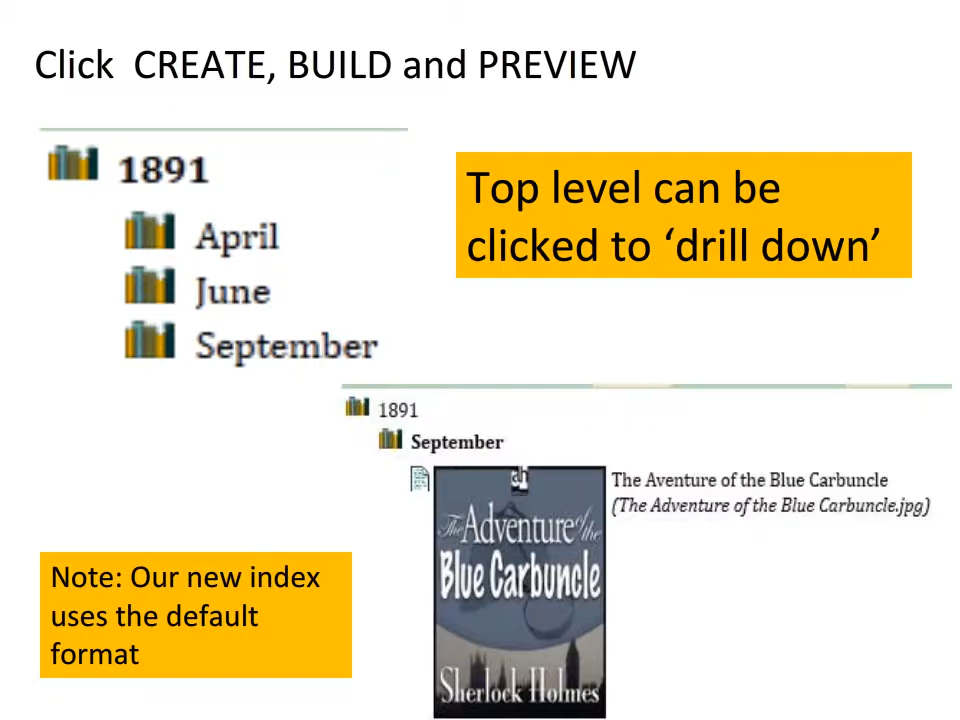 Click  CREATE, BUILD and PREVIEW
1891
April
June
September
Top level can be
clicked to ‘drill down’
1891
September
The Aventure of the Blue Carbuncle
(The Adventure of the Blue Carbuncle.jpg)
The Adventure of the
Blue Carbuncle
Sherlock Holmes
Note: Our new index
uses the default
format